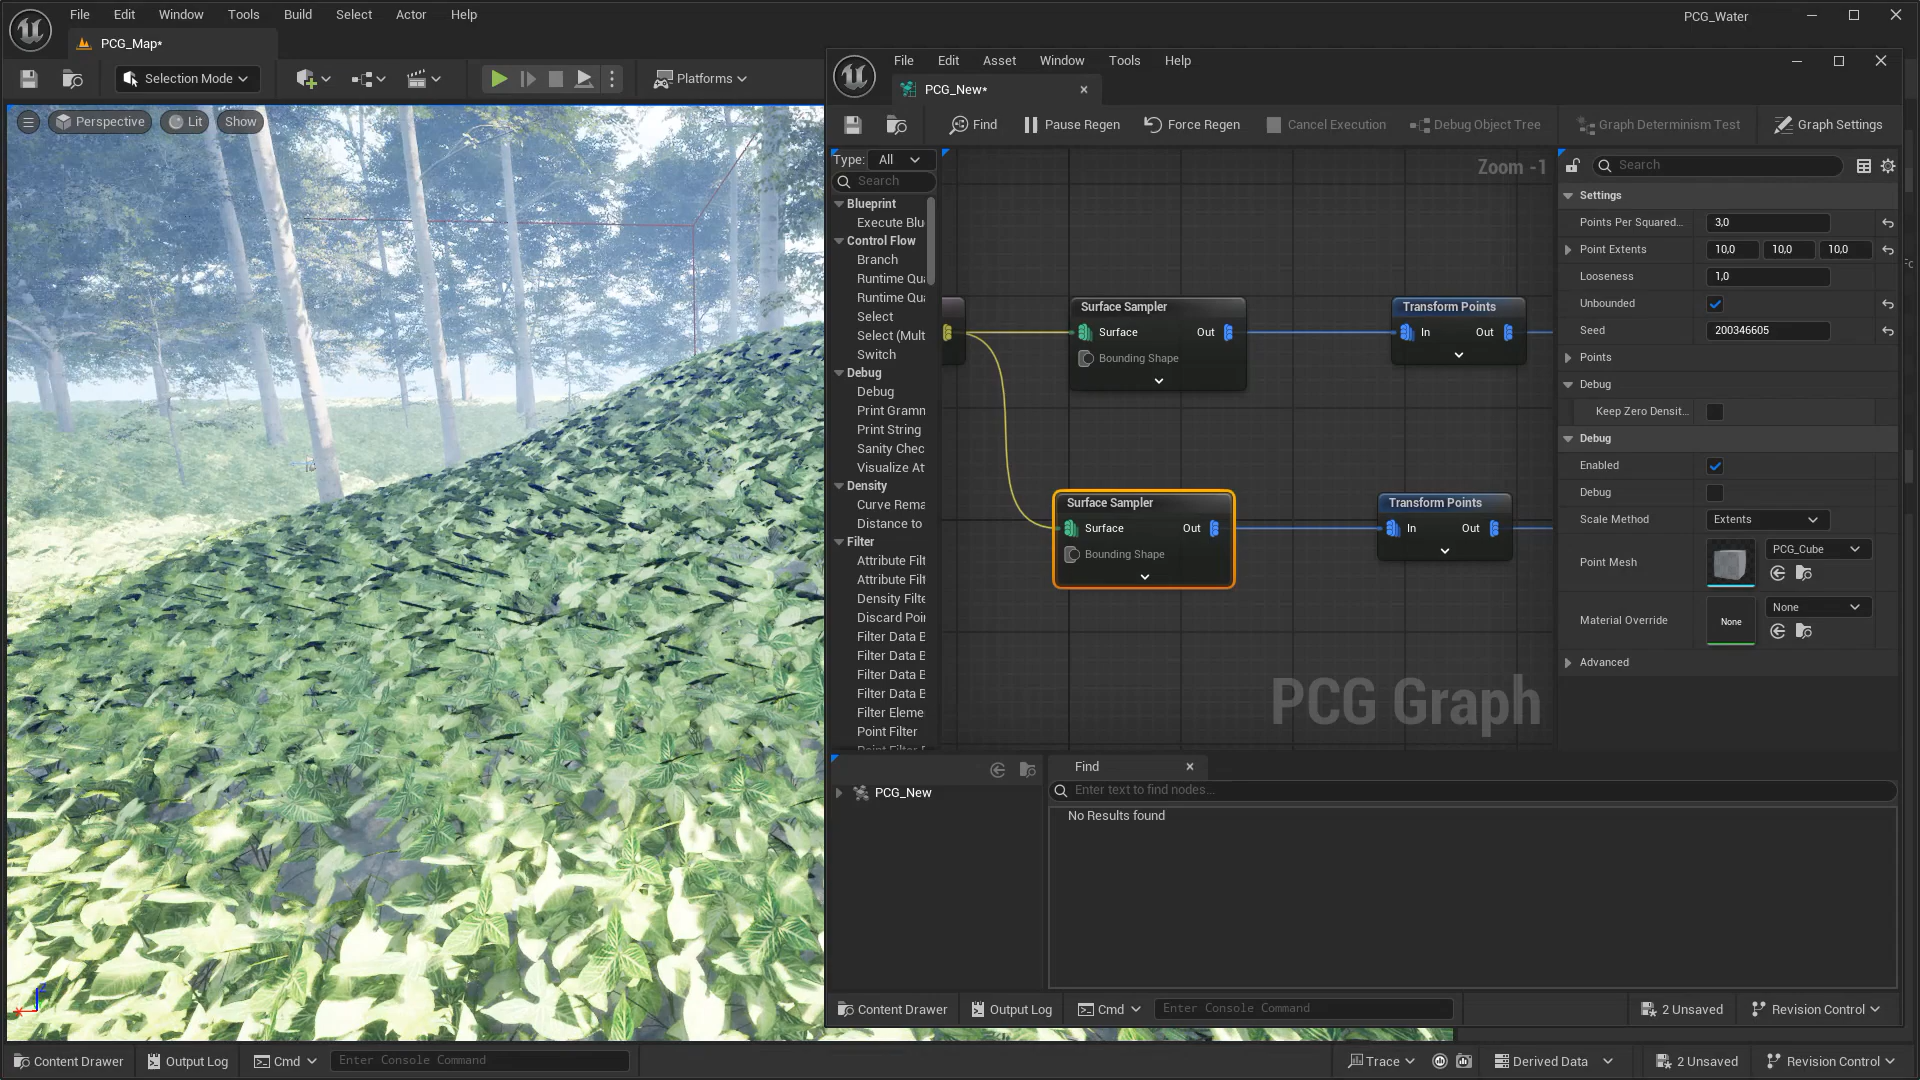 File Edit Window Tools Build Select Actor Help
PCG_Water
PCG_Map*
Selection Mode
Platforms
Perspective
Lit
Show
File Edit Asset Window Tools Help
PCG_New*
Find
Pause Regen
Force Regen
Cancel Execution
Debug Object Tree
Graph Determinism Test
Graph Settings
Type: All
Search
Blueprint
Execute Blu
Control Flow
Branch
Runtime Qua
Runtime Qua
Select
Select (Mult
Switch
Debug
Debug
Print Gramm
Print String
Sanity Chec
Visualize At
Density
Curve Rema
Distance to
Filter
Attribute Filt
Attribute Filt
Density Filte
Discard Poi
Filter Data B
Filter Data B
Filter Data B
Filter Data B
Filter Eleme
Point Filter
Zoom -1
Surface Sampler
Surface Out
Bounding Shape
Transform Points
In Out
Surface Sampler
Surface Out
Bounding Shape
Transform Points
In Out
PCG Graph
Search
Settings
Points Per Squared... 3,0
Point Extents 10,0 10,0 10,0
Looseness 1,0
Unbounded
Seed 200346605
Points
Debug
Keep Zero Densit...
Debug
Enabled
Debug
Scale Method Extents
Point Mesh PCG_Cube
Material Override None None
Advanced
PCG_New
Find
Enter text to find nodes...
No Results found
Content Drawer Output Log Cmd Enter Console Command 2 Unsaved Revision Control
Content Drawer Output Log Cmd Enter Console Command Trace Derived Data 2 Unsaved Revision Control